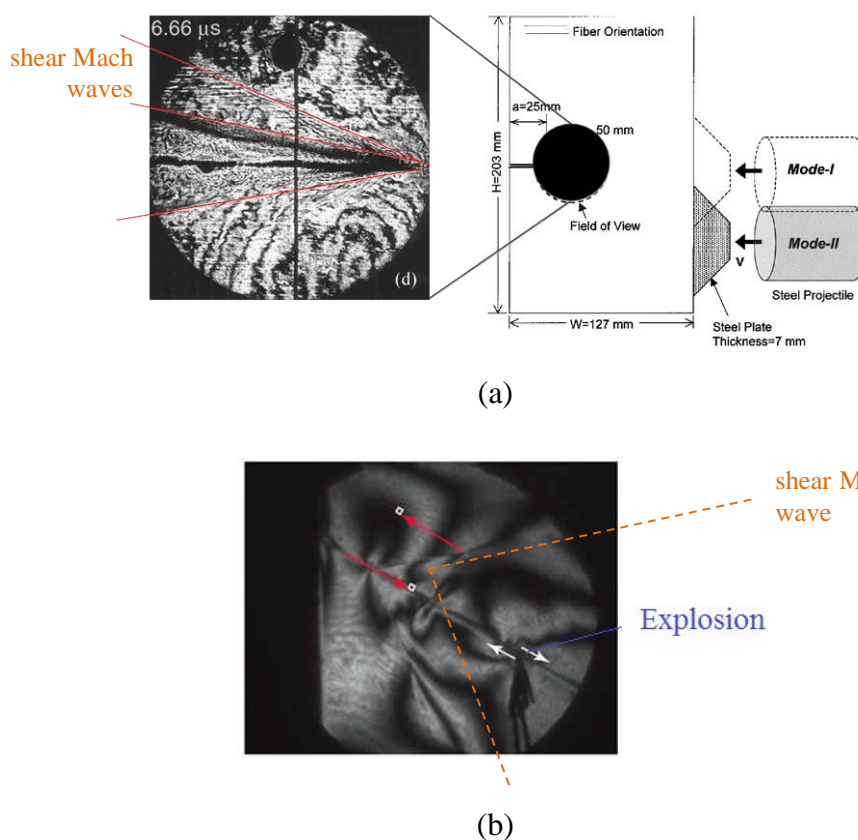 6.66 μs
shear Mach
waves
(d)
Fiber Orientation
a=25mm
50 mm
H=203 mm
Field of View
Mode-I
Mode-II
V
Steel Projectile
W=127 mm
Steel Plate
Thickness=7 mm
(a)
shear M
wave
Explosion
(b)